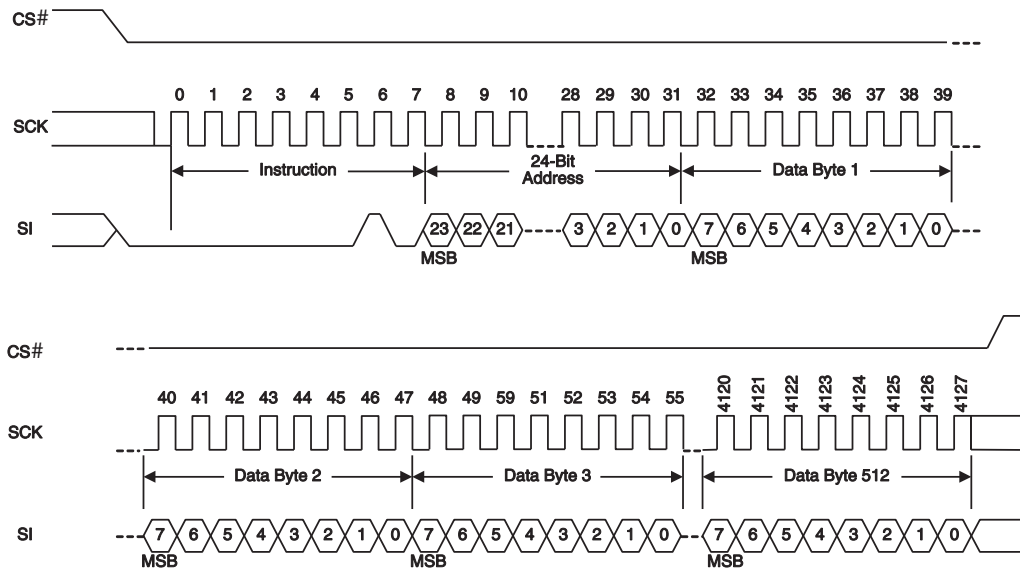 CS#
0 1 2 3 4 5 6 7 8 9 10 28 29 30 31 32 33 34 35 36 37 38 39
SCK
Instruction
24-Bit
Address
Data Byte 1
SI
23 22 21 3 2 1 0 7 6 5 4 3 2 1 0
MSB MSB
CS#
40 41 42 43 44 45 46 47 48 49 59 51 52 53 54 55 4120 4121 4122 4123 4124 4125 4126 4127
SCK
Data Byte 2 Data Byte 3 Data Byte 512
SI
7 6 5 4 3 2 1 0 7 6 5 4 3 2 1 0 7 6 5 4 3 2 1 0
MSB MSB MSB